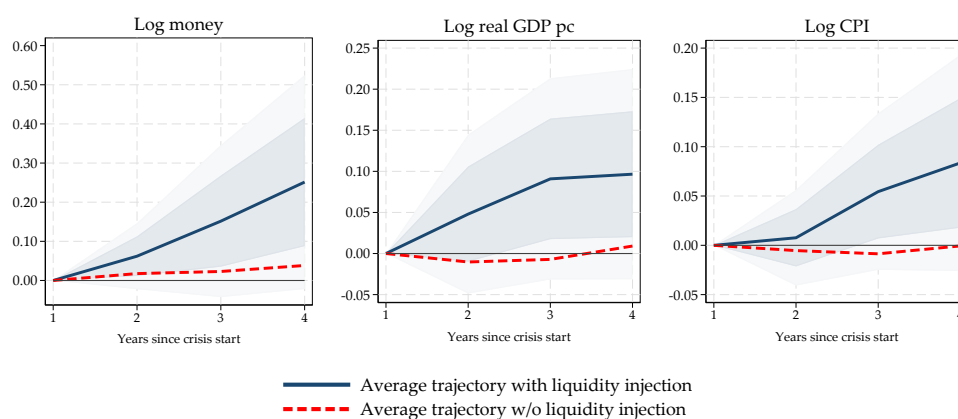 Log money
0.60
0.50
0.40
0.30
0.20
0.10
0.00
1 2 3 4
Years since crisis start
Log real GDP pc
0.25
0.20
0.15
0.10
0.05
0.00
-0.05
1 2 3 4
Years since crisis start
Log CPI
0.20
0.15
0.10
0.05
0.00
-0.05
1 2 3 4
Years since crisis start
Average trajectory with liquidity injection
Average trajectory w/o liquidity injection